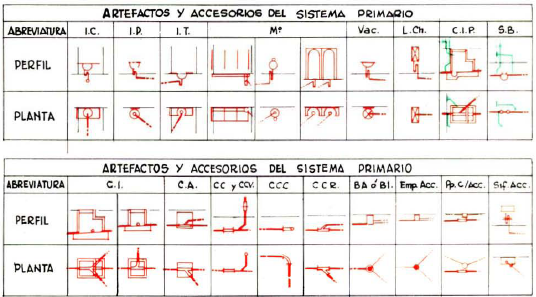 ARTEFACTOS Y ACCESORIOS DEL SISTEMA PRIMARIO
ABREVIATURA I.C. I.P. I.T. Mº Vac. L.Ch. C.I.P. S.B.
PERFIL
PLANTA
ARTEFACTOS Y ACCESORIOS DEL SISTEMA PRIMARIO
ABREVIATURA C.I. C.A. CC y CCV. CCC CCR. BA ó BI. Emp. Acc. Pp. C/Acc. Sif. Acc.
PERFIL
PLANTA